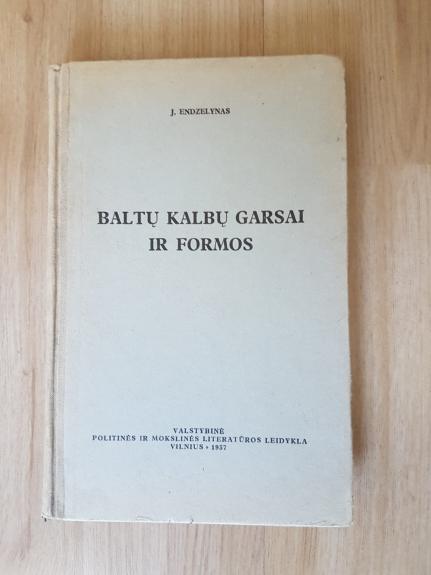 J. ENDZELYNAS
BALTŲ KALBŲ GARSAI
IR FORMOS
VALSTYBINĖ
POLITINĖS IR MOKSLINĖS LITERATŪROS LEIDYKLA
VILNIUS • 1957